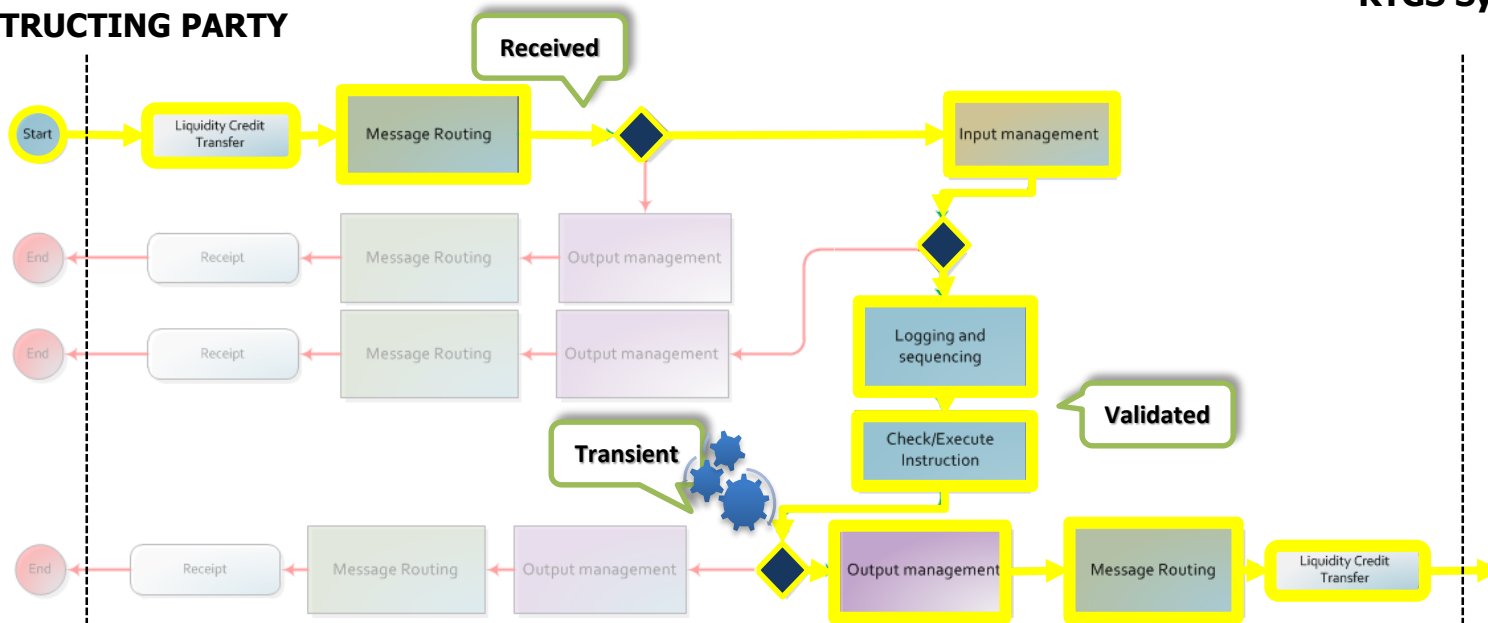 TRUCTING PARTY
RTGS Sy
Received
Start
Liquidity Credit
Transfer
Message Routing
Input management
End
Receipt
Message Routing
Output management
End
Receipt
Message Routing
Output management
Logging and
sequencing
Validated
Transient
Check/Execute
Instruction
End
Receipt
Message Routing
Output management
Output management
Message Routing
Liquidity Credit
Transfer